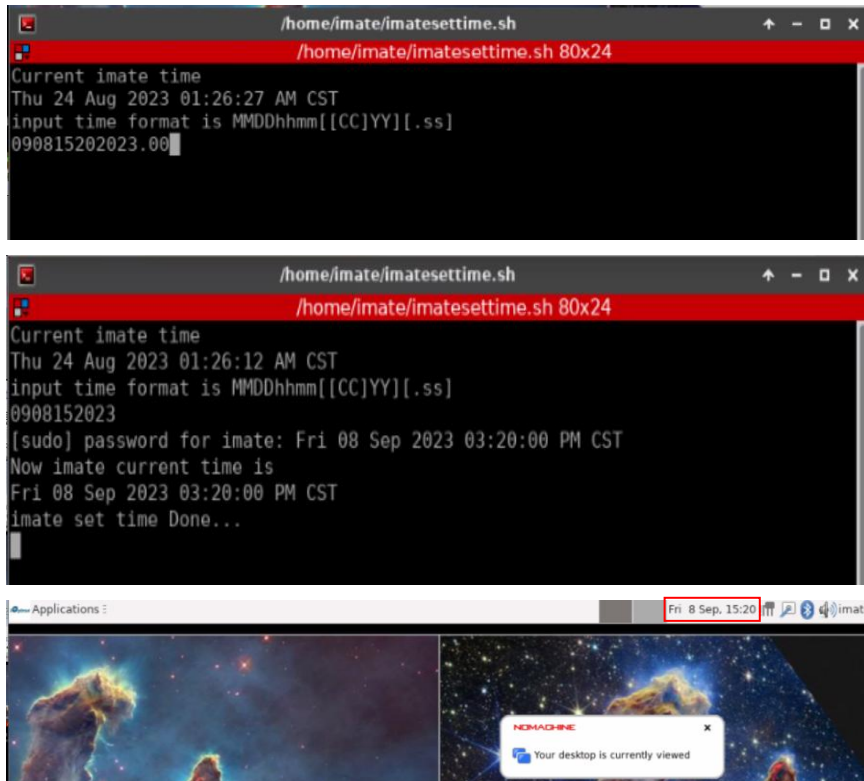 /home/imate/imatesettime.sh
/home/imate/imatesettime.sh 80x24
Current imate time
Thu 24 Aug 2023 01:26:27 AM CST
input time format is MMDDhhmm[[CC]YY][.ss]
090815202023.00
/home/imate/imatesettime.sh
/home/imate/imatesettime.sh 80x24
Current imate time
Thu 24 Aug 2023 01:26:12 AM CST
input time format is MMDDhhmm[[CC]YY][.ss]
0908152023
[sudo] password for imate: Fri 08 Sep 2023 03:20:00 PM CST
Now imate current time is
Fri 08 Sep 2023 03:20:00 PM CST
imate set time Done...
Applications Fri 8 Sep, 15:20 imat
NOMACHINE
Your desktop is currently viewed